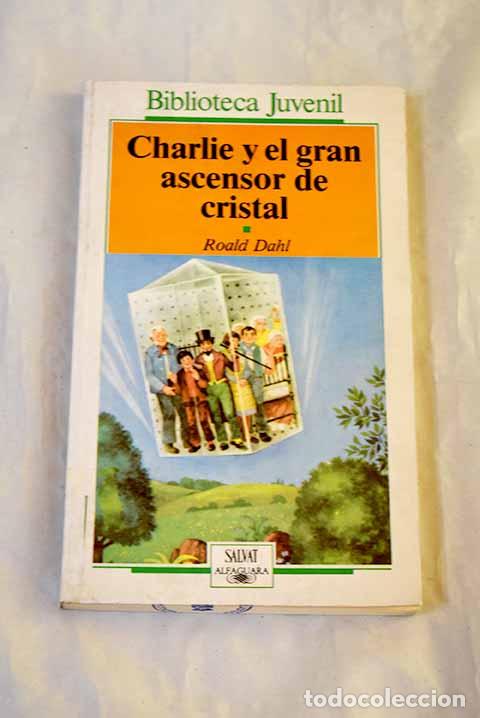 Biblioteca Juvenil
Charlie y el gran
ascensor de
cristal
Roald Dahl
SALVAT
ALFAGUARA
todocoleccion